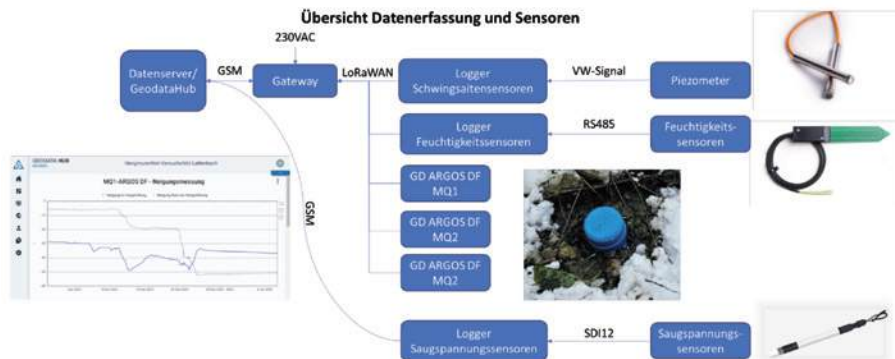 Übersicht Datenerfassung und Sensoren
230VAC
Datenserver/
GeodataHub
GSM
Gateway
LoRaWAN
Logger
Schwingsaitensensoren
VW-Signal
Piezometer
Logger
Feuchtigkeitssensoren
RS485
Feuchtigkeits-
sensoren
MQ1-ARGOS DF - Neigungsmessung
GSM
GD ARGOS DF
MQ1
GD ARGOS DF
MQ2
GD ARGOS DF
MQ2
Logger
Saugspannungssensoren
SDI12
Saugspannungs-
sensoren